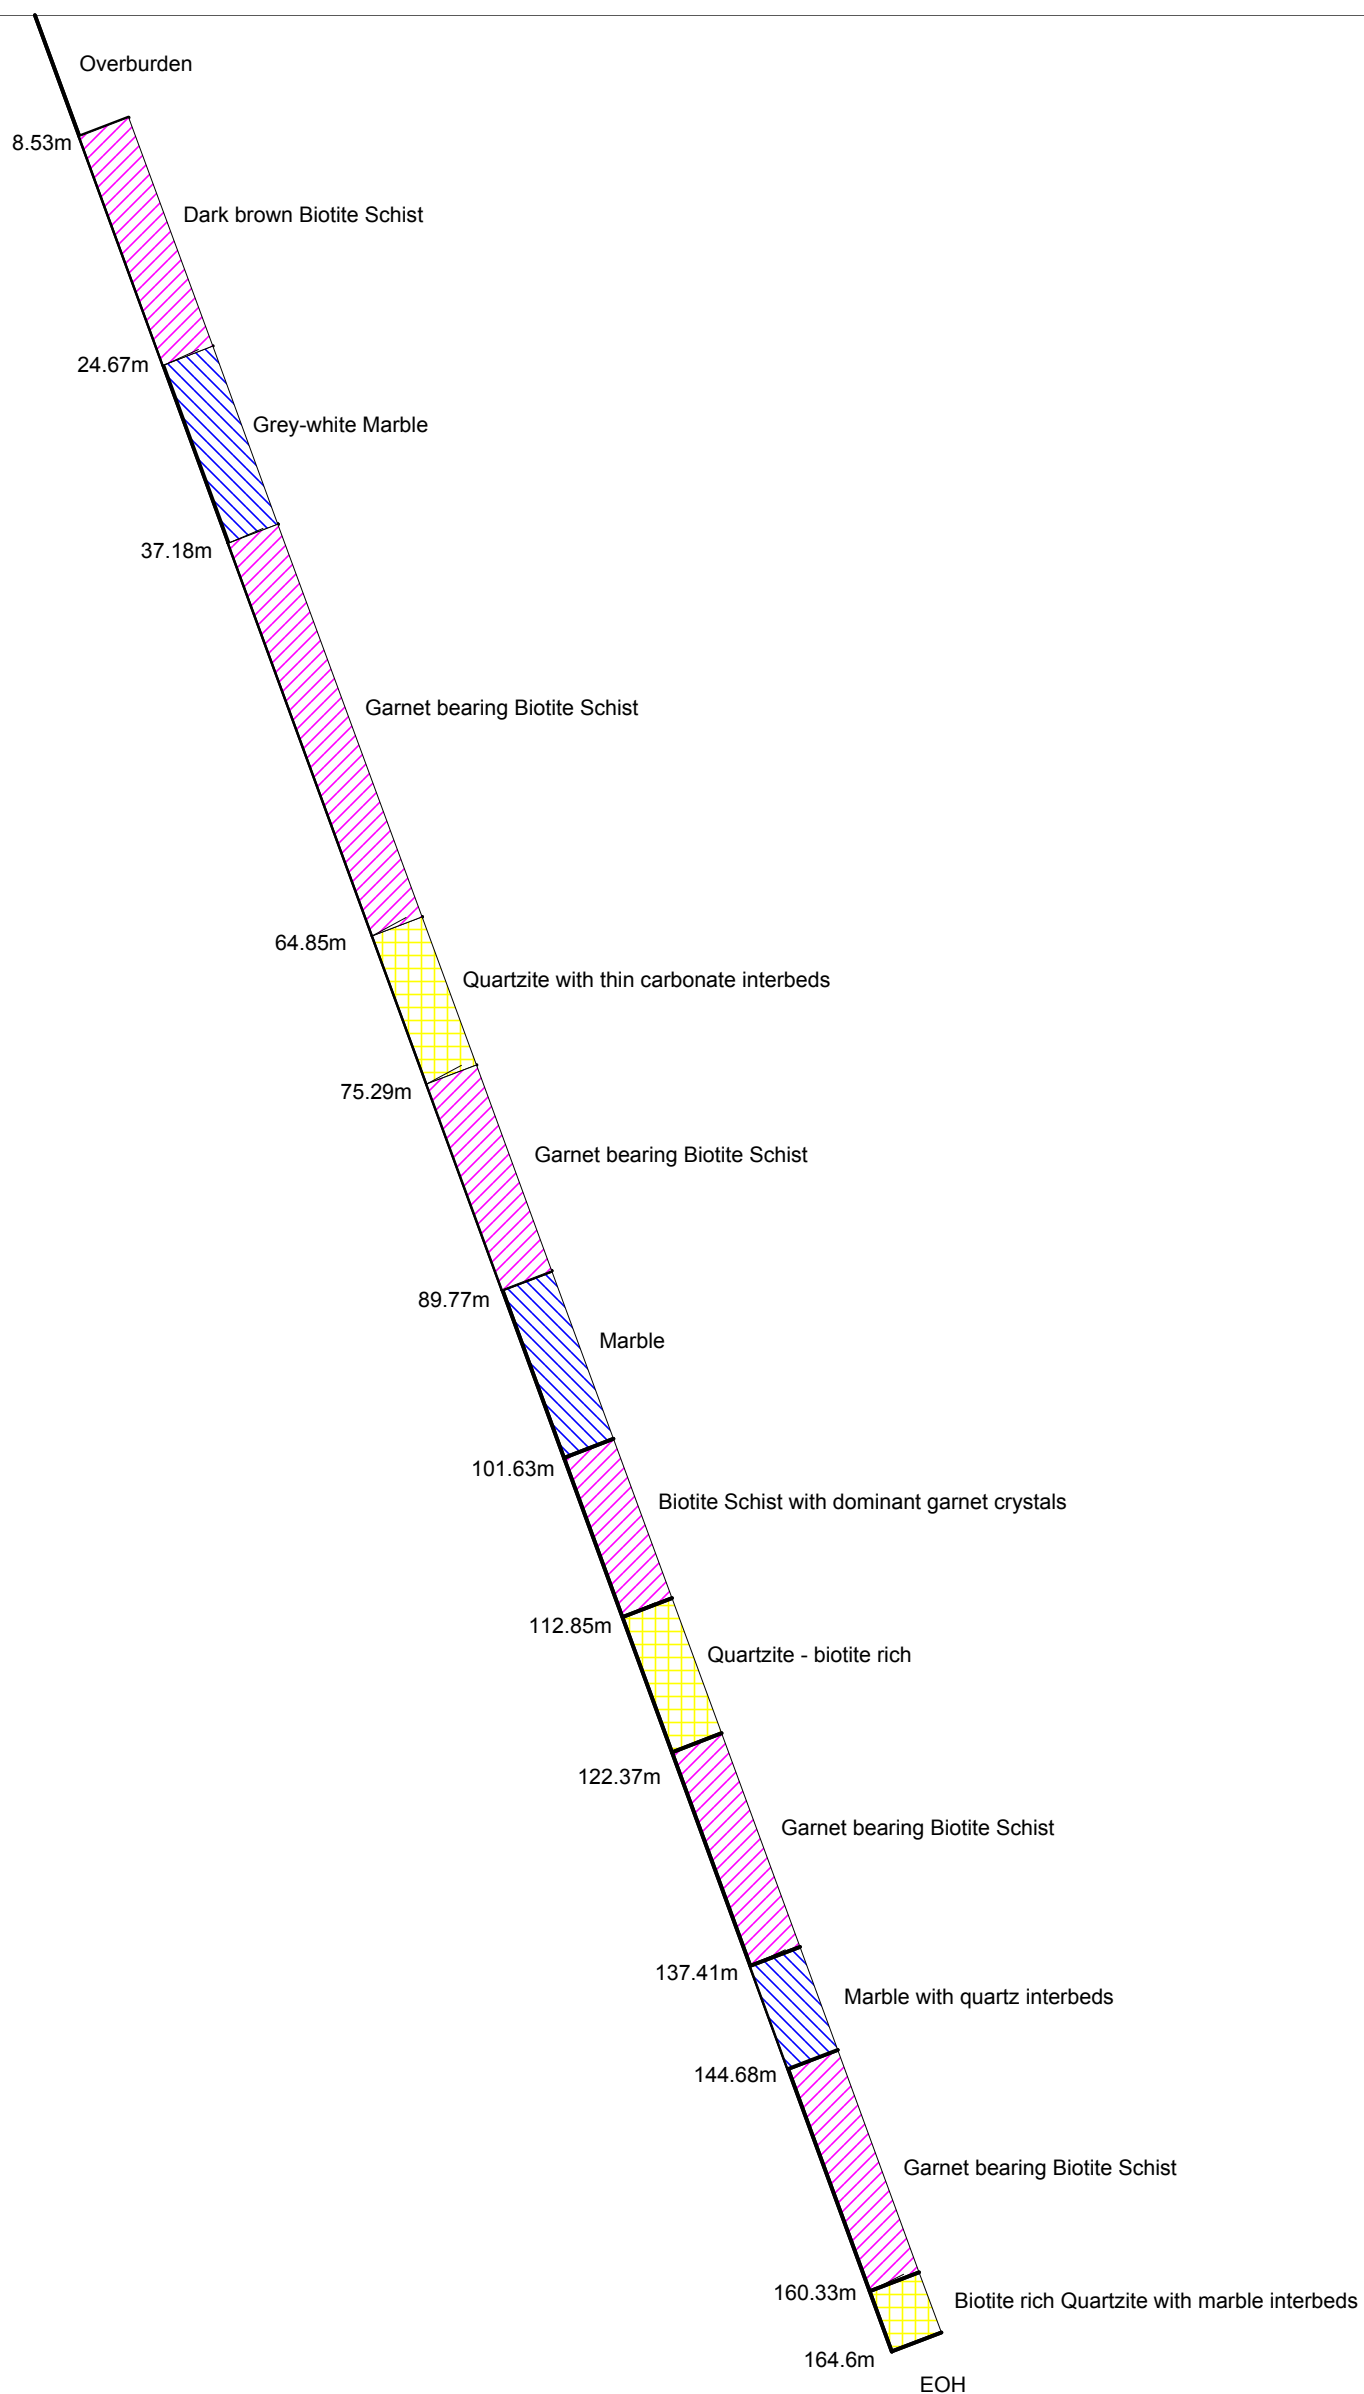 Overburden
8.53m
Dark brown Biotite Schist
24.67m
Grey-white Marble
37.18m
Garnet bearing Biotite Schist
64.85m
Quartzite with thin carbonate interbeds
75.29m
Garnet bearing Biotite Schist
89.77m
Marble
101.63m
Biotite Schist with dominant garnet crystals
112.85m
Quartzite - biotite rich
122.37m
Garnet bearing Biotite Schist
137.41m
Marble with quartz interbeds
144.68m
Garnet bearing Biotite Schist
160.33m
Biotite rich Quartzite with marble interbeds
164.6m
EOH